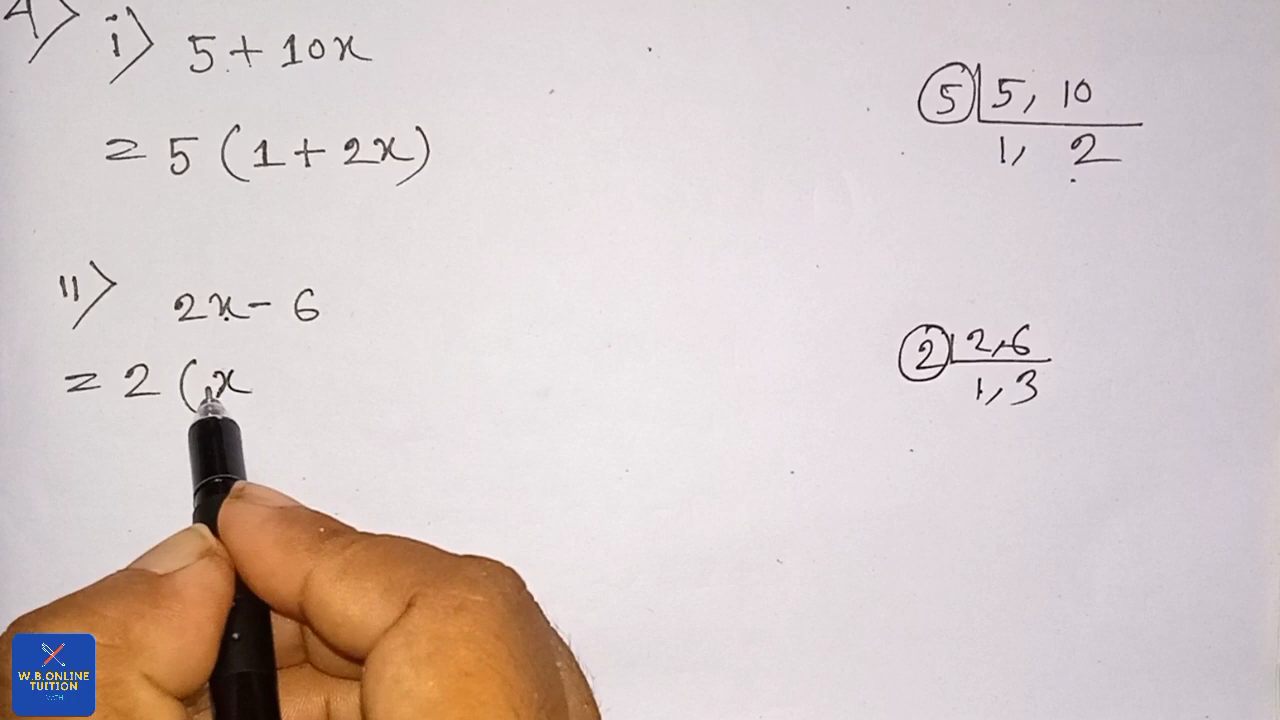 A> i> 5 + 10x
= 5 (1 + 2x)
5 | 5, 10
1, 2
ii> 2x - 6
= 2 (x
2 | 2, 6
1, 3
W.B.ONLINE
TUITION
MATH